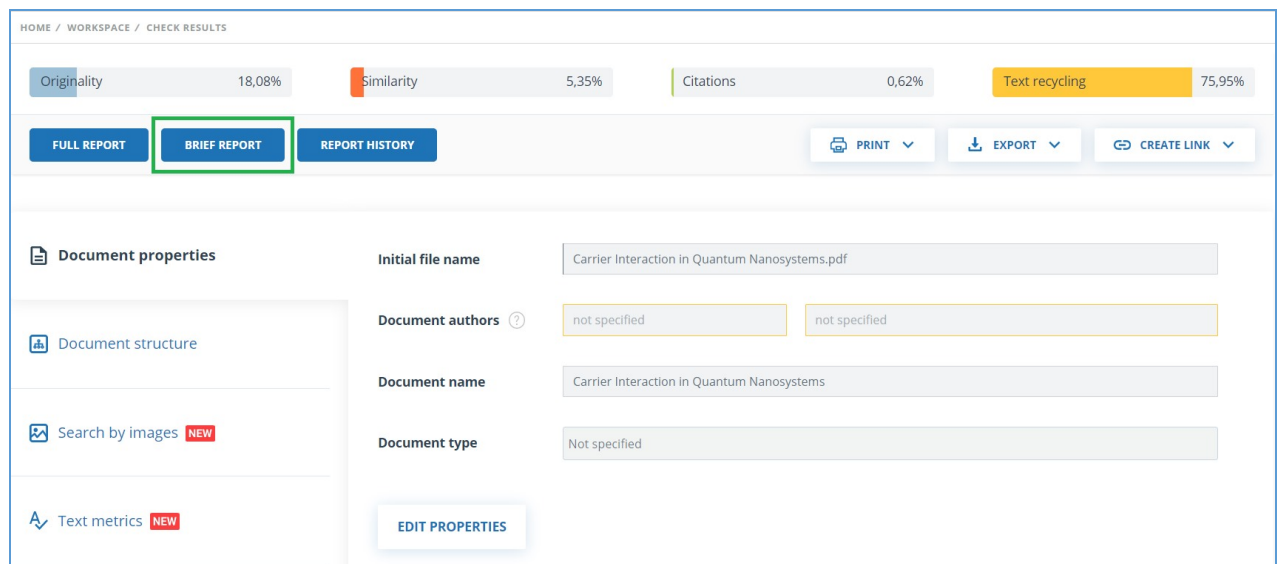 HOME / WORKSPACE / CHECK RESULTS
Originality 18,08% Similarity 5,35% Citations 0,62% Text recycling 75,95%
FULL REPORT BRIEF REPORT REPORT HISTORY PRINT EXPORT CREATE LINK
Document properties
Initial file name Carrier Interaction in Quantum Nanosystems.pdf
Document authors ? not specified not specified
Document structure
Document name Carrier Interaction in Quantum Nanosystems
Search by images NEW
Document type Not specified
Text metrics NEW
EDIT PROPERTIES